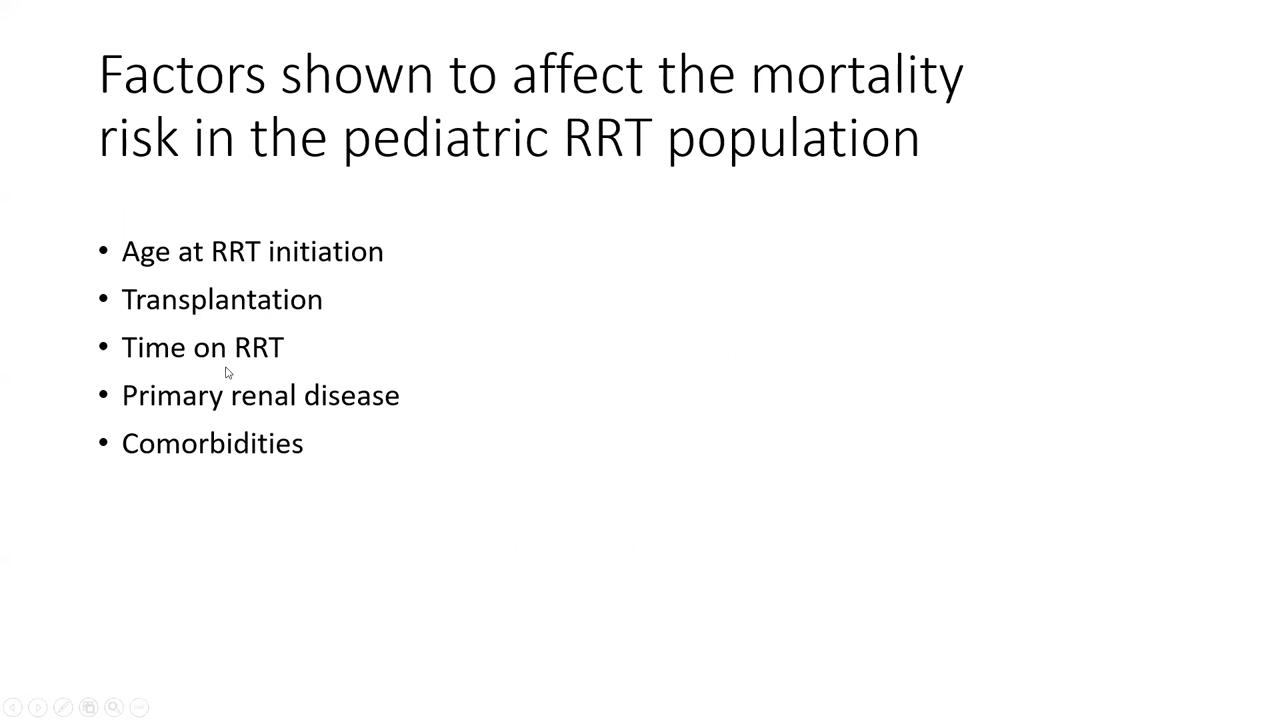 Factors shown to affect the mortality
risk in the pediatric RRT population
• Age at RRT initiation
• Transplantation
• Time on RRT
• Primary renal disease
• Comorbidities